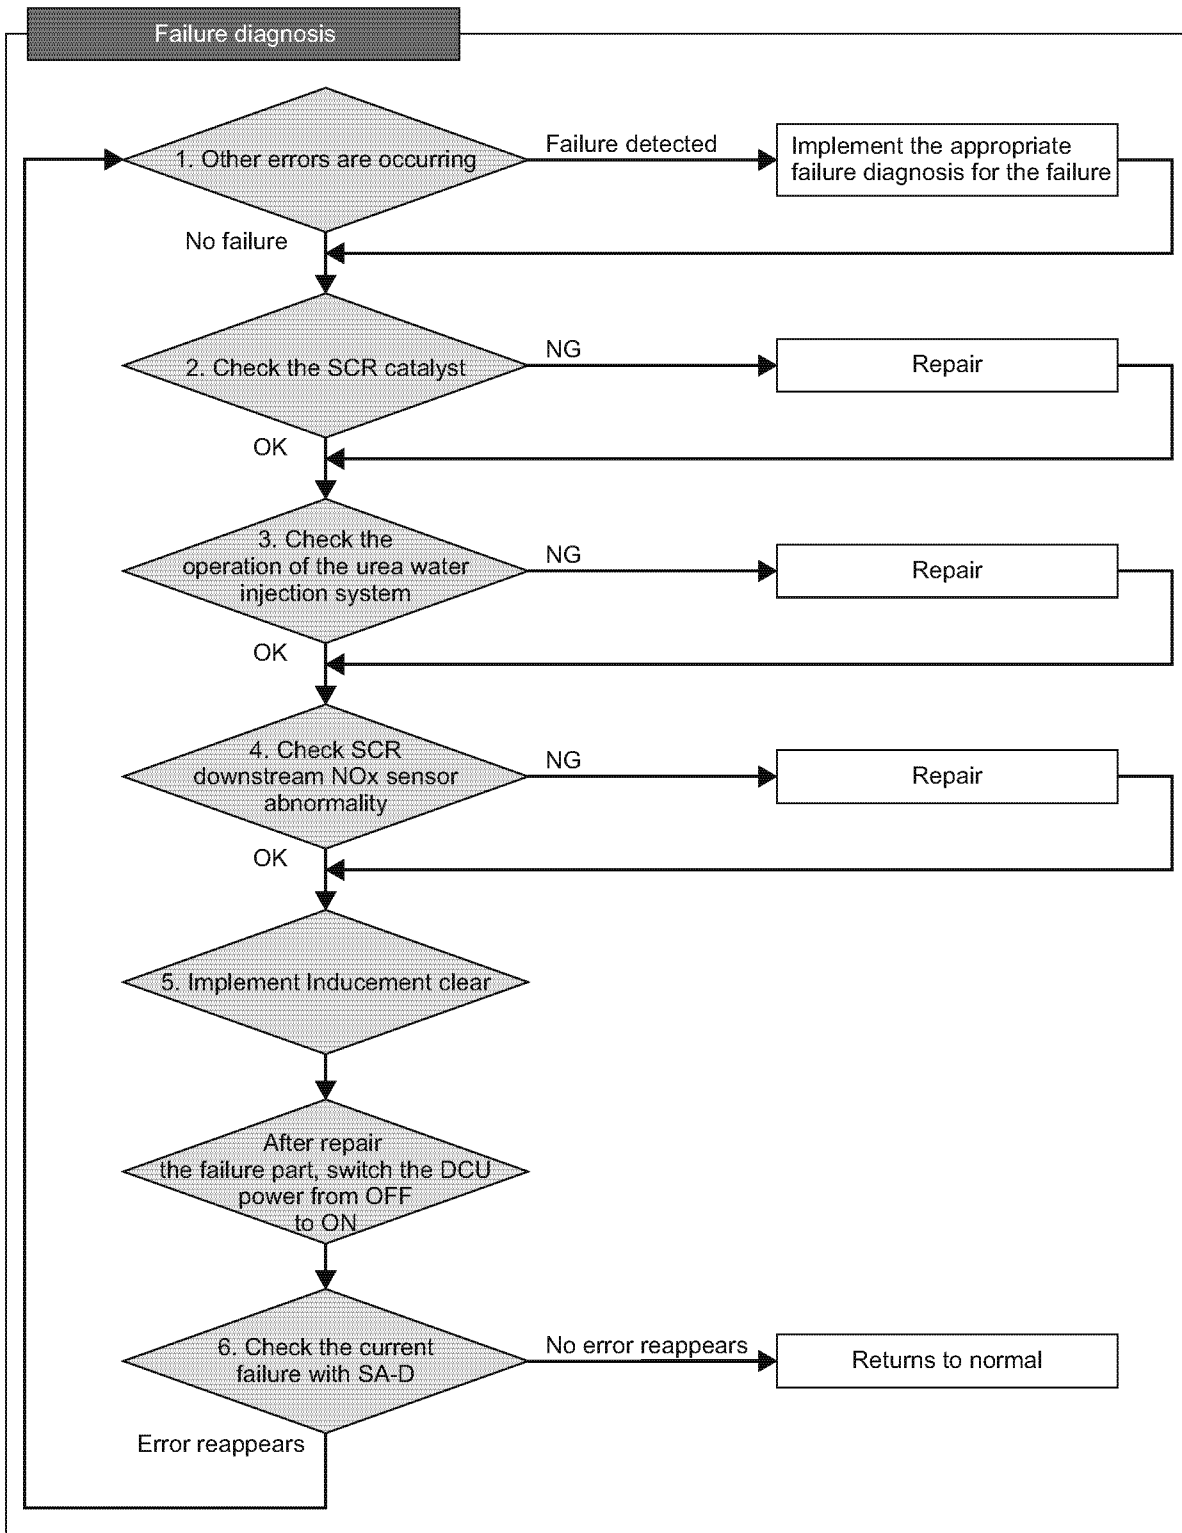 Failure diagnosis
1. Other errors are occurring
Failure detected
Implement the appropriate
failure diagnosis for the failure
No failure
2. Check the SCR catalyst
NG
Repair
OK
3. Check the
operation of the urea water
injection system
NG
Repair
OK
4. Check SCR
downstream NOx sensor
abnormality
NG
Repair
OK
5. Implement Inducement clear
After repair
the failure part, switch the DCU
power from OFF
to ON
6. Check the current
failure with SA-D
No error reappears
Returns to normal
Error reappears